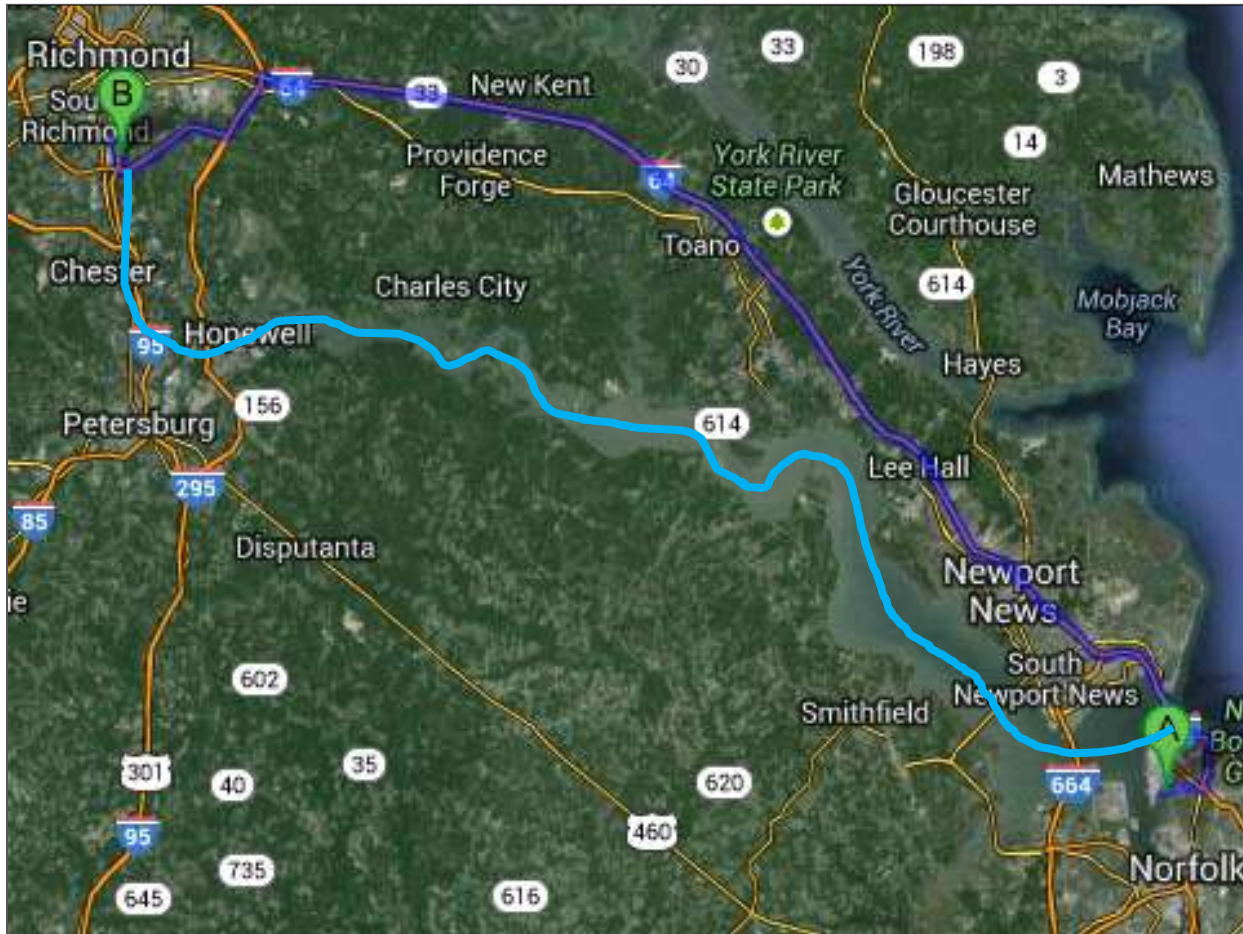 Richmond
B
South
Richmond
64
33
New Kent
30
33
198
3
14
Mathews
Providence
Forge
64
York River
State Park
Gloucester
Courthouse
Toano
Chester
Charles City
York River
614
Mobjack
Bay
95
Hopewell
Hayes
156
Petersburg
614
Lee Hall
295
85
Disputanta
Newport
News
ie
South
Newport News
602
Smithfield
A
N
Bo
G
301
40
35
620
664
95
460
735
Norfolk
645
616